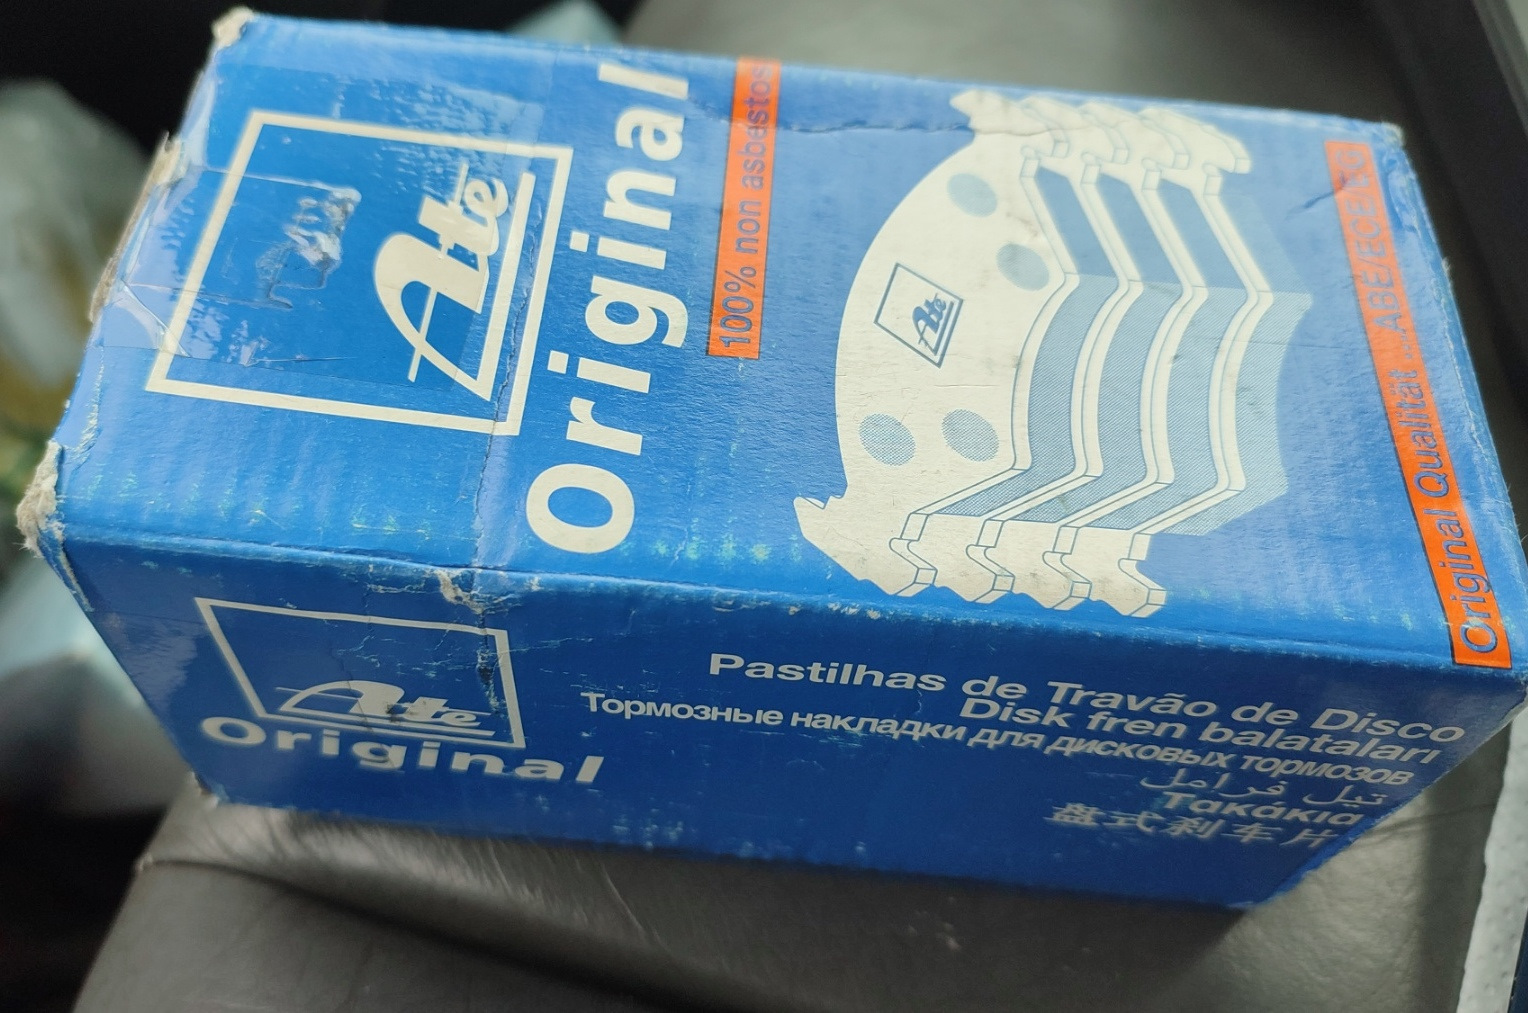 Ate
Original
100% non asbestos
Ate
Original Qualität ...ABE/ECE/EG
Ate
Original
Pastilhas de Travão de Disco
Disk fren balataları
Тормозные накладки для дисковых тормозов
تيل فرامل
Τακάκια
盘式刹车片